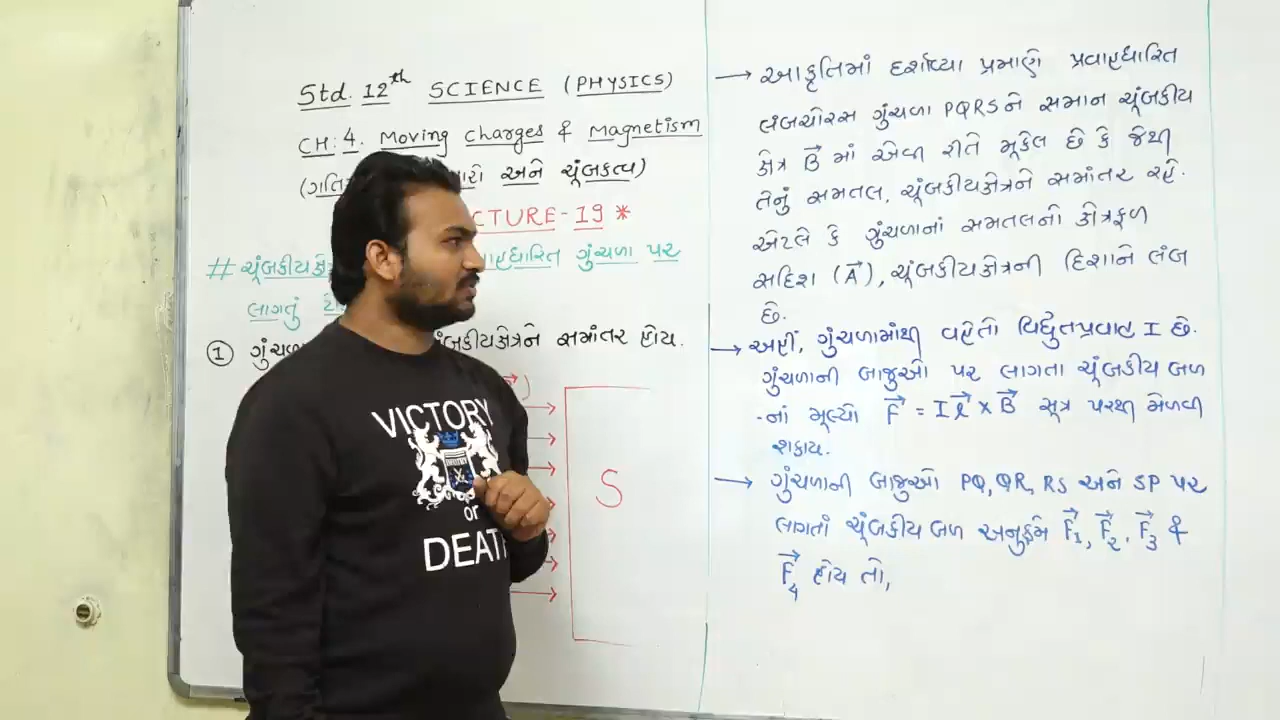 Std. 12th SCIENCE (PHYSICS)
CH: 4. Moving Charges & Magnetism
અને ચૂંબકત્વ)
CTURE-19 *
# ચૂંબકીયક્ષે હધારિત ગુંચળા પર
લાગતું
① ગુંચળ બકીયક્ષેત્રને સમાંતર હોય.
S
VICTORY
or
DEAT
→ આકૃતિમાં દર્શાવ્યા પ્રમાણે પ્રવાહધારિત
લંબચોરસ ગુંચળા PQRS ને સમાન ચૂંબકીય
ક્ષેત્ર B⃗ માં એવી રીતે મૂકેલ છે કે જેથી
તેનું સમતલ, ચૂંબકીયક્ષેત્રને સમાંતર રહે.
એટલે કે ગુંચળાનાં સમતલનો ક્ષેત્રફળ
સદિશ (A⃗), ચૂંબકીયક્ષેત્રની દિશાને લંબ
છે.
→ અહીં, ગુંચળામાંથી વહેતો વિદ્યુતપ્રવાહ I છે.
ગુંચળાની બાજુઓ પર લાગતા ચૂંબકીય બળ
-નાં મૂલ્યો F⃗ = I l⃗ × B⃗ સૂત્ર પરથી મેળવી
શકાય.
→ ગુંચળાની બાજુઓ PQ, QR, RS અને SP પર
લાગતાં ચૂંબકીય બળ અનુક્રમે F⃗₁, F⃗₂, F⃗₃ &
F⃗₄ હોય તો,